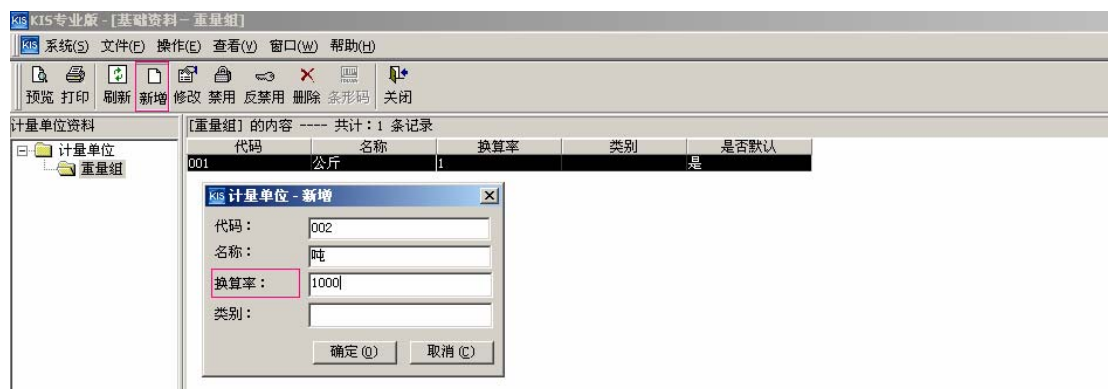 KIS KIS专业版 - [基础资料 - 重量组]
KIS 系统(S) 文件(F) 操作(E) 查看(V) 窗口(W) 帮助(H)
预览 打印 刷新 新增 修改 禁用 反禁用 删除 条形码 关闭
计量单位资料 [重量组] 的内容 ---- 共计：1 条记录
计量单位 代码 名称 换算率 类别 是否默认
重量组 001 公斤 1 是
KIS 计量单位 - 新增
代码： 002
名称： 吨
换算率： 1000
类别：
确定(O) 取消(C)